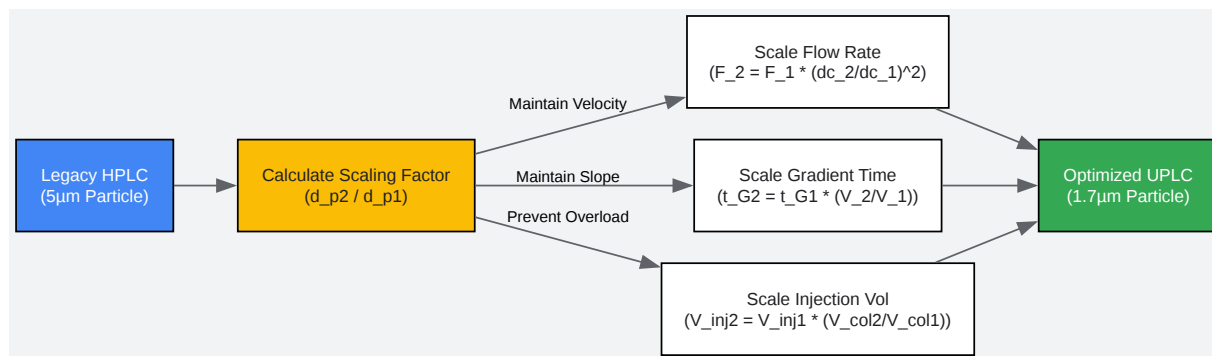 Legacy HPLC
(5µm Particle)
Calculate Scaling Factor
(d_p2 / d_p1)
Maintain Velocity
Maintain Slope
Prevent Overload
Scale Flow Rate
(F_2 = F_1 * (dc_2/dc_1)^2)
Scale Gradient Time
(t_G2 = t_G1 * (V_2/V_1))
Scale Injection Vol
(V_inj2 = V_inj1 * (V_col2/V_col1))
Optimized UPLC
(1.7µm Particle)